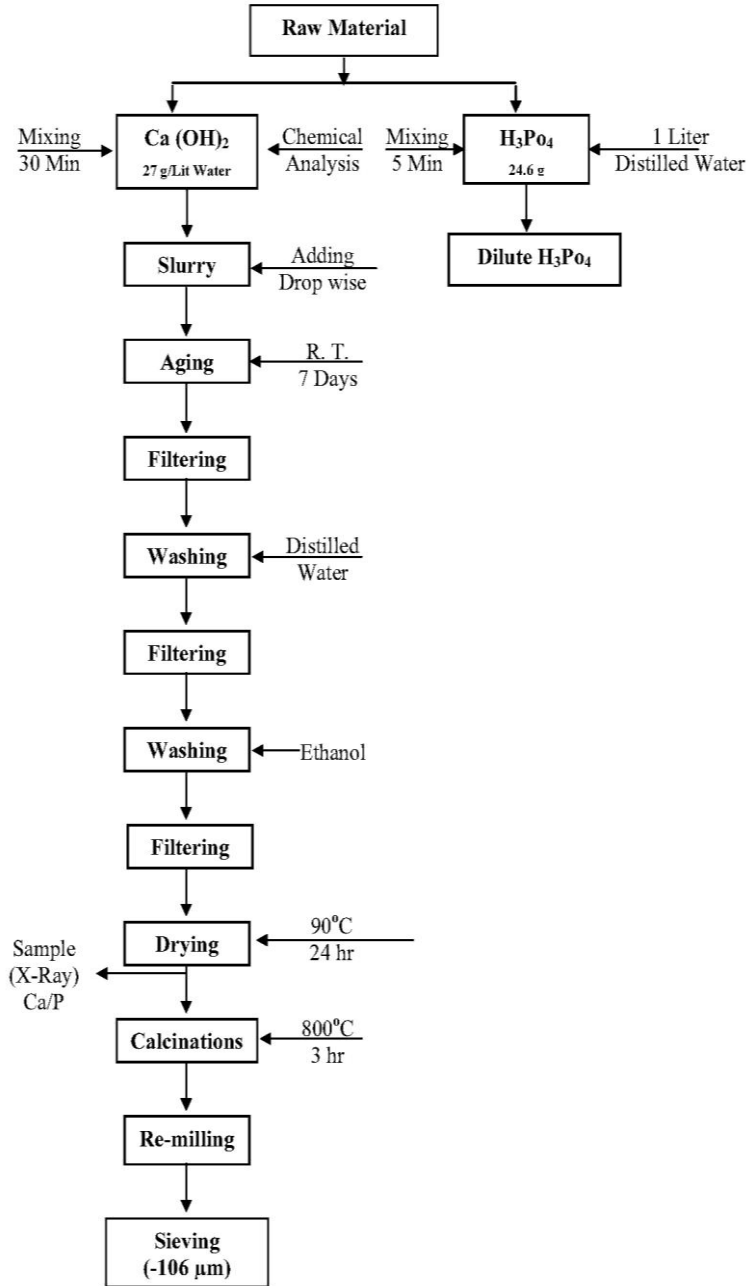 Raw Material
Mixing
30 Min
Ca (OH)₂
27 g/Lit Water
Chemical
Analysis
Mixing
5 Min
H₃Po₄
24.6 g
1 Liter
Distilled Water
Slurry
Adding
Drop wise
Dilute H₃Po₄
Aging
R. T.
7 Days
Filtering
Washing
Distilled
Water
Filtering
Washing
Ethanol
Filtering
Drying
90°C
24 hr
Sample
(X-Ray)
Ca/P
Calcinations
800°C
3 hr
Re-milling
Sieving
(-106 µm)